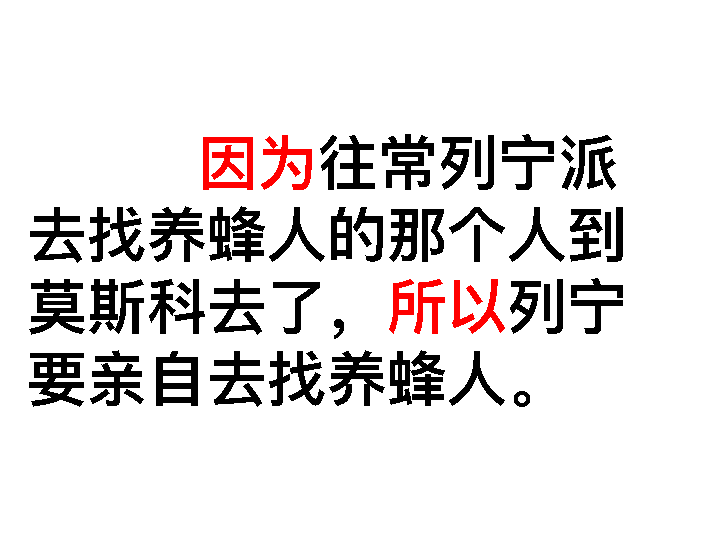 因为往常列宁派
去找养蜂人的那个人到
莫斯科去了，所以列宁
要亲自去找养蜂人。